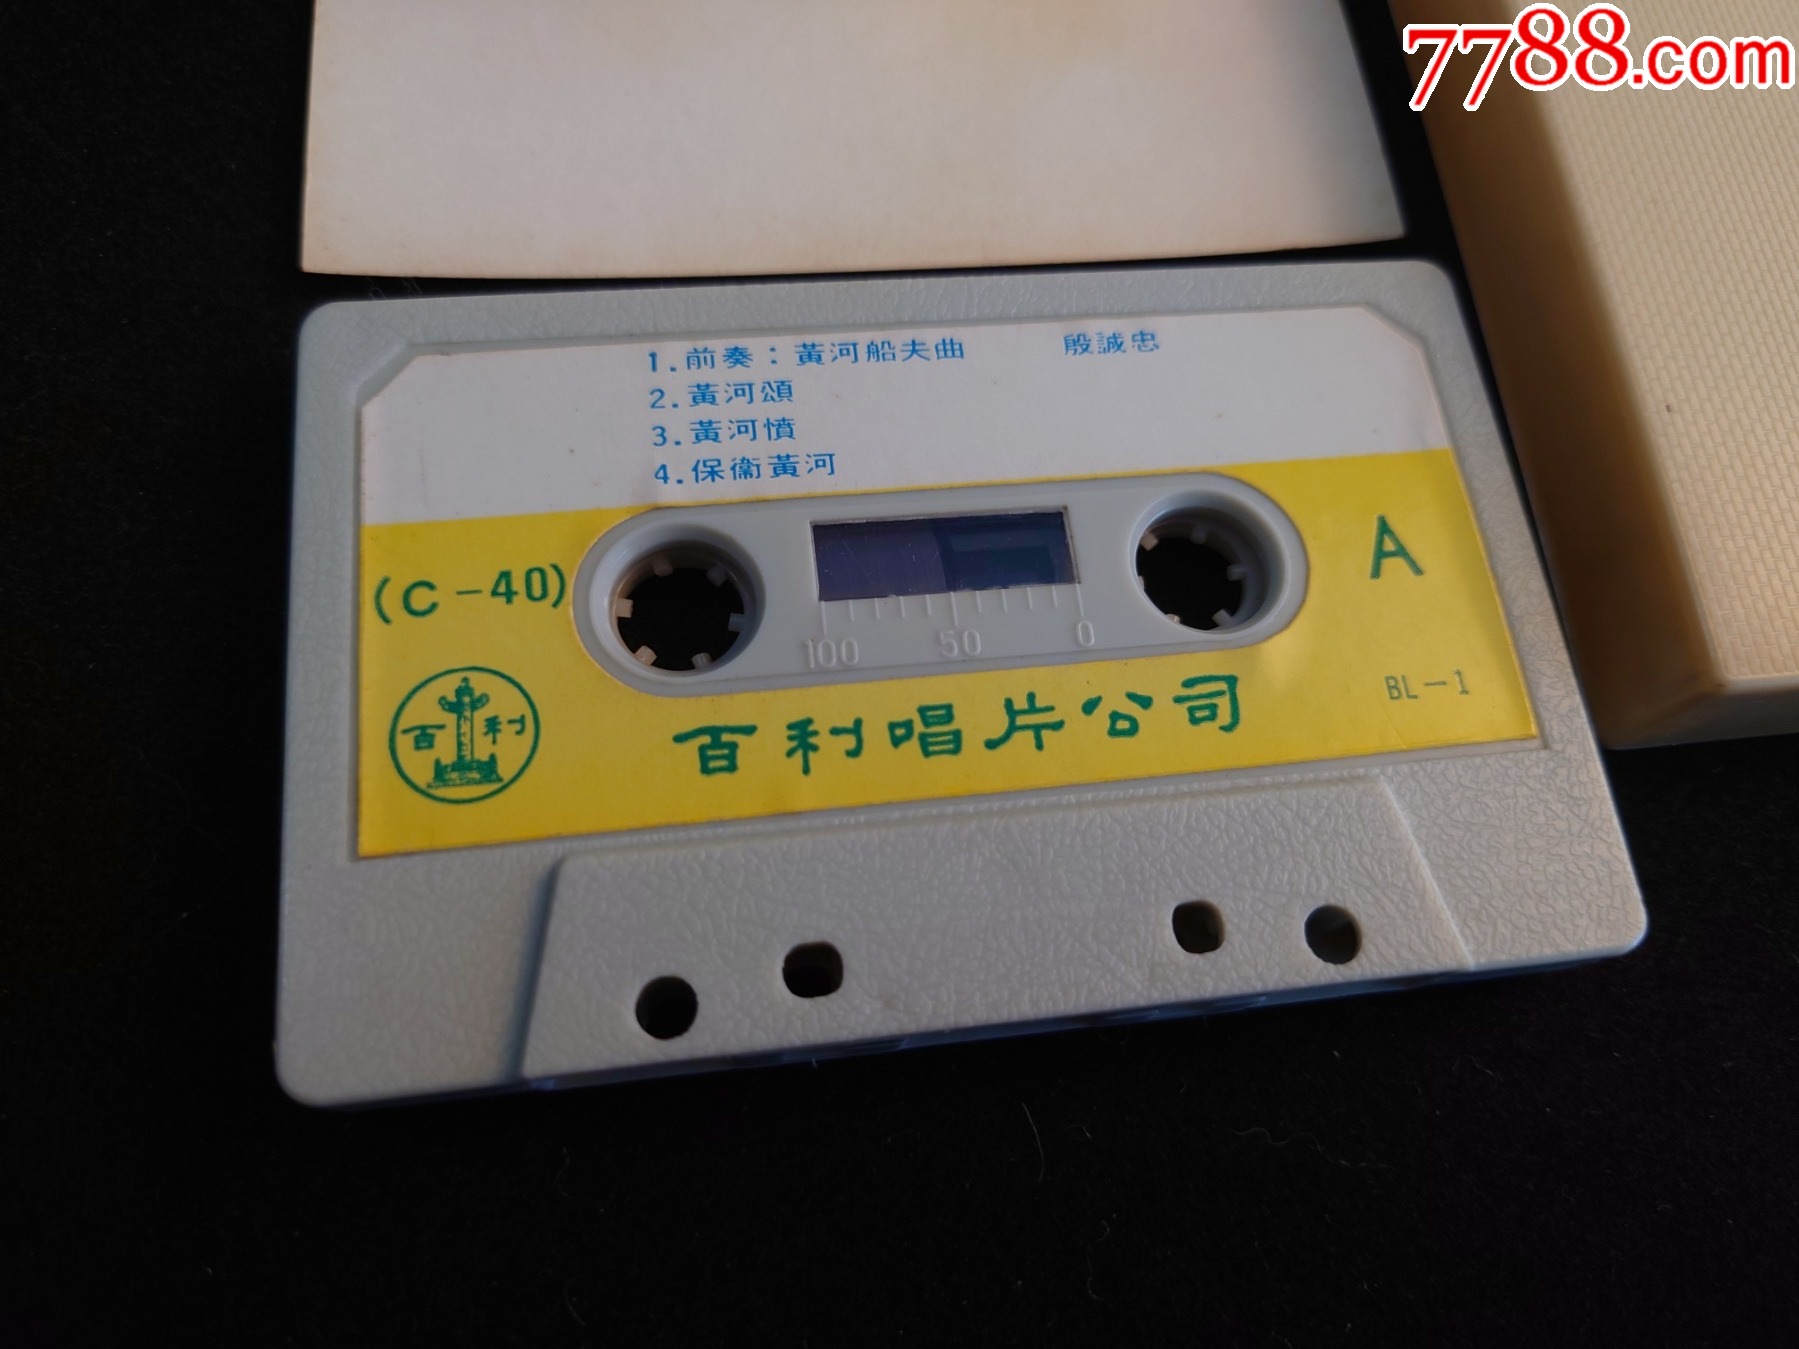 7788.com
1.前奏：黃河船夫曲 殷誠忠
2.黃河頌
3.黃河憤
4.保衞黃河
(C-40)
A
100 50 0
BL-1
百利
百利唱片公司